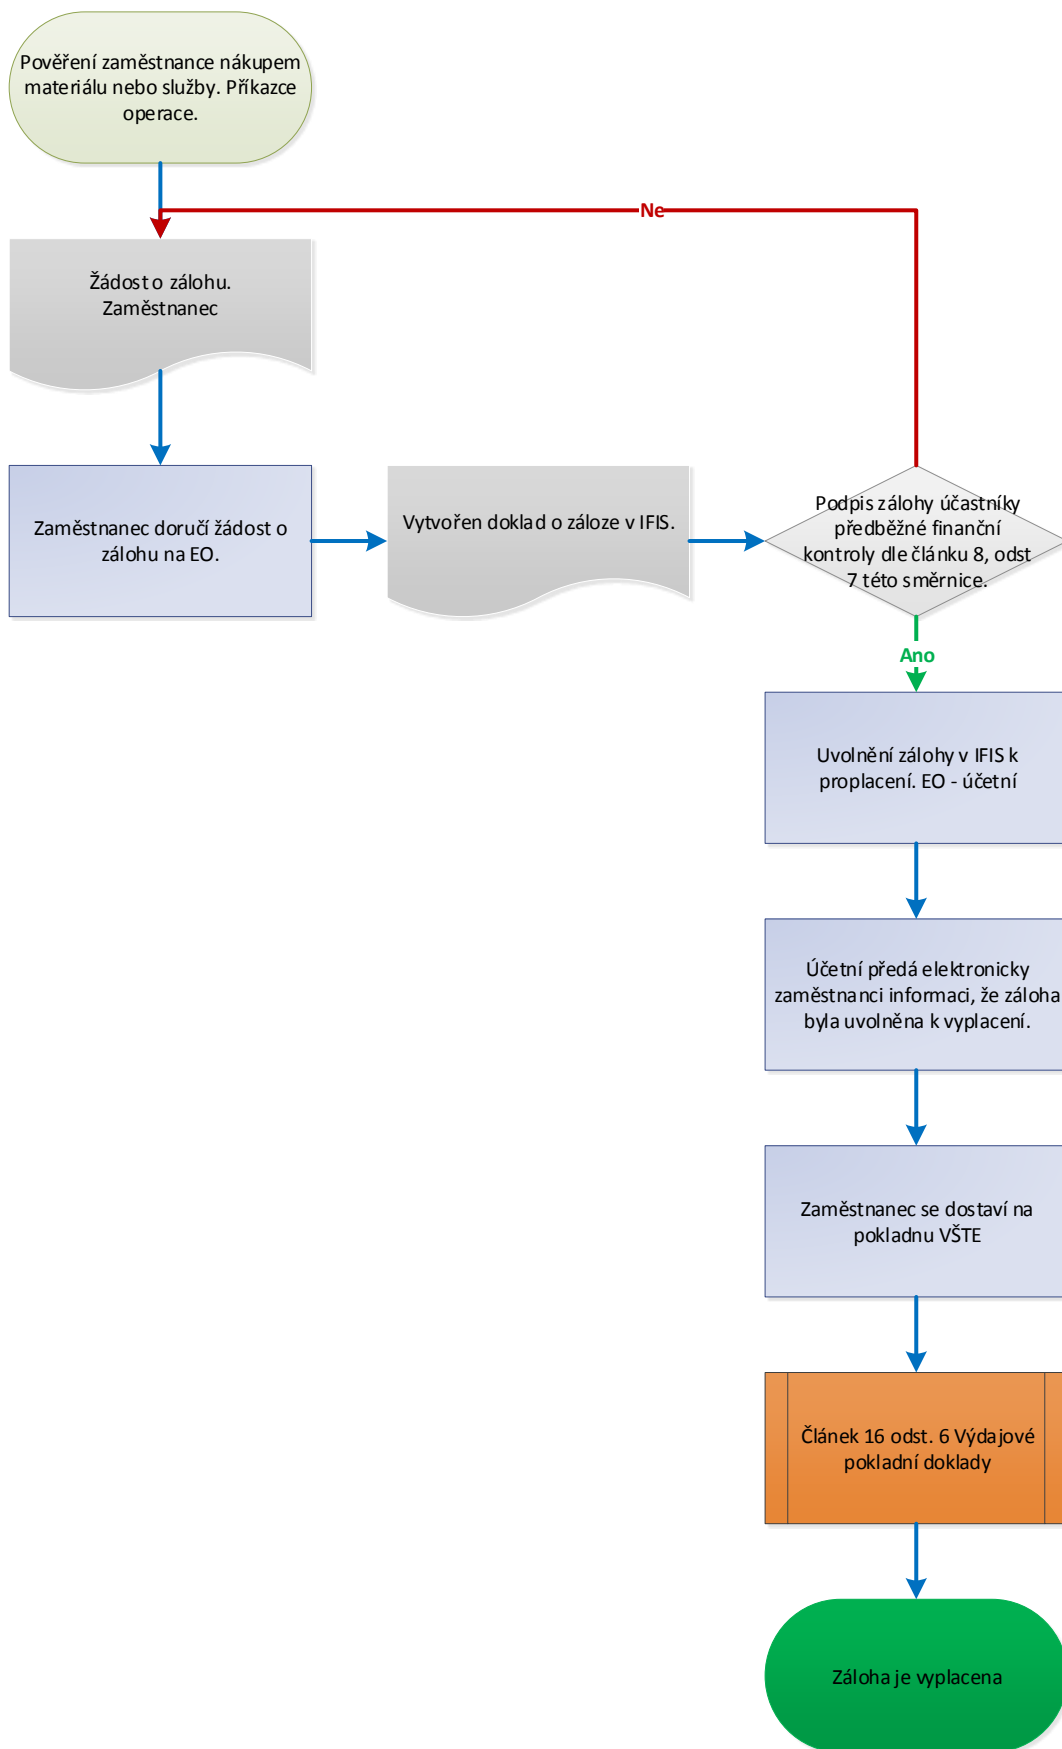 Pověření zaměstnance nákupem
materiálu nebo služby. Příkazce
operace.
Ne
Žádost o zálohu.
Zaměstnanec
Zaměstnanec doručí žádost o
zálohu na EO.
Vytvořen doklad o záloze v IFIS.
Podpis zálohy účastníky
předběžné finanční
kontroly dle článku 8, odst
7 této směrnice.
Ano
Uvolnění zálohy v IFIS k
proplacení. EO - účetní
Účetní předá elektronicky
zaměstnanci informaci, že záloha
byla uvolněna k vyplacení.
Zaměstnanec se dostaví na
pokladnu VŠTE
Článek 16 odst. 6 Výdajové
pokladní doklady
Záloha je vyplacena